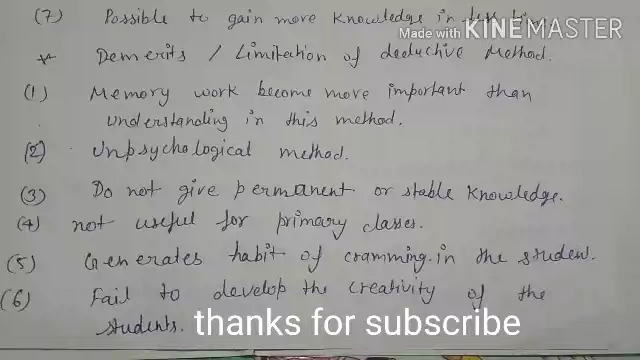 (7) Possible to gain more knowledge in less
Made with KINEMASTER
* Demerits / Limitation of deductive Method.
(1) Memory work become more important than
understanding in this method.
(2) Unpsychological method.
(3) Do not give permanent or stable knowledge.
(4) not useful for primary classes.
(5) Generates habit of cramming in the student.
(6) Fail to develop the creativity of the
students.
thanks for subscribe